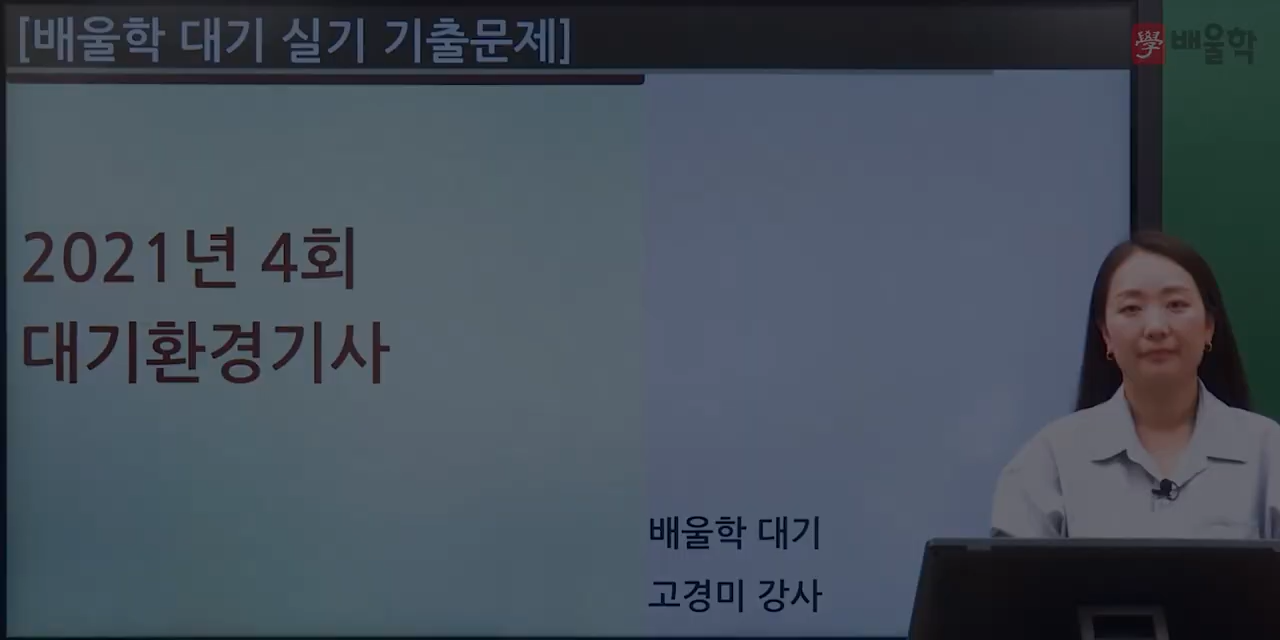 [배울학 대기 실기 기출문제]
學 배울학
2021년 4회
대기환경기사
배울학 대기
고경미 강사